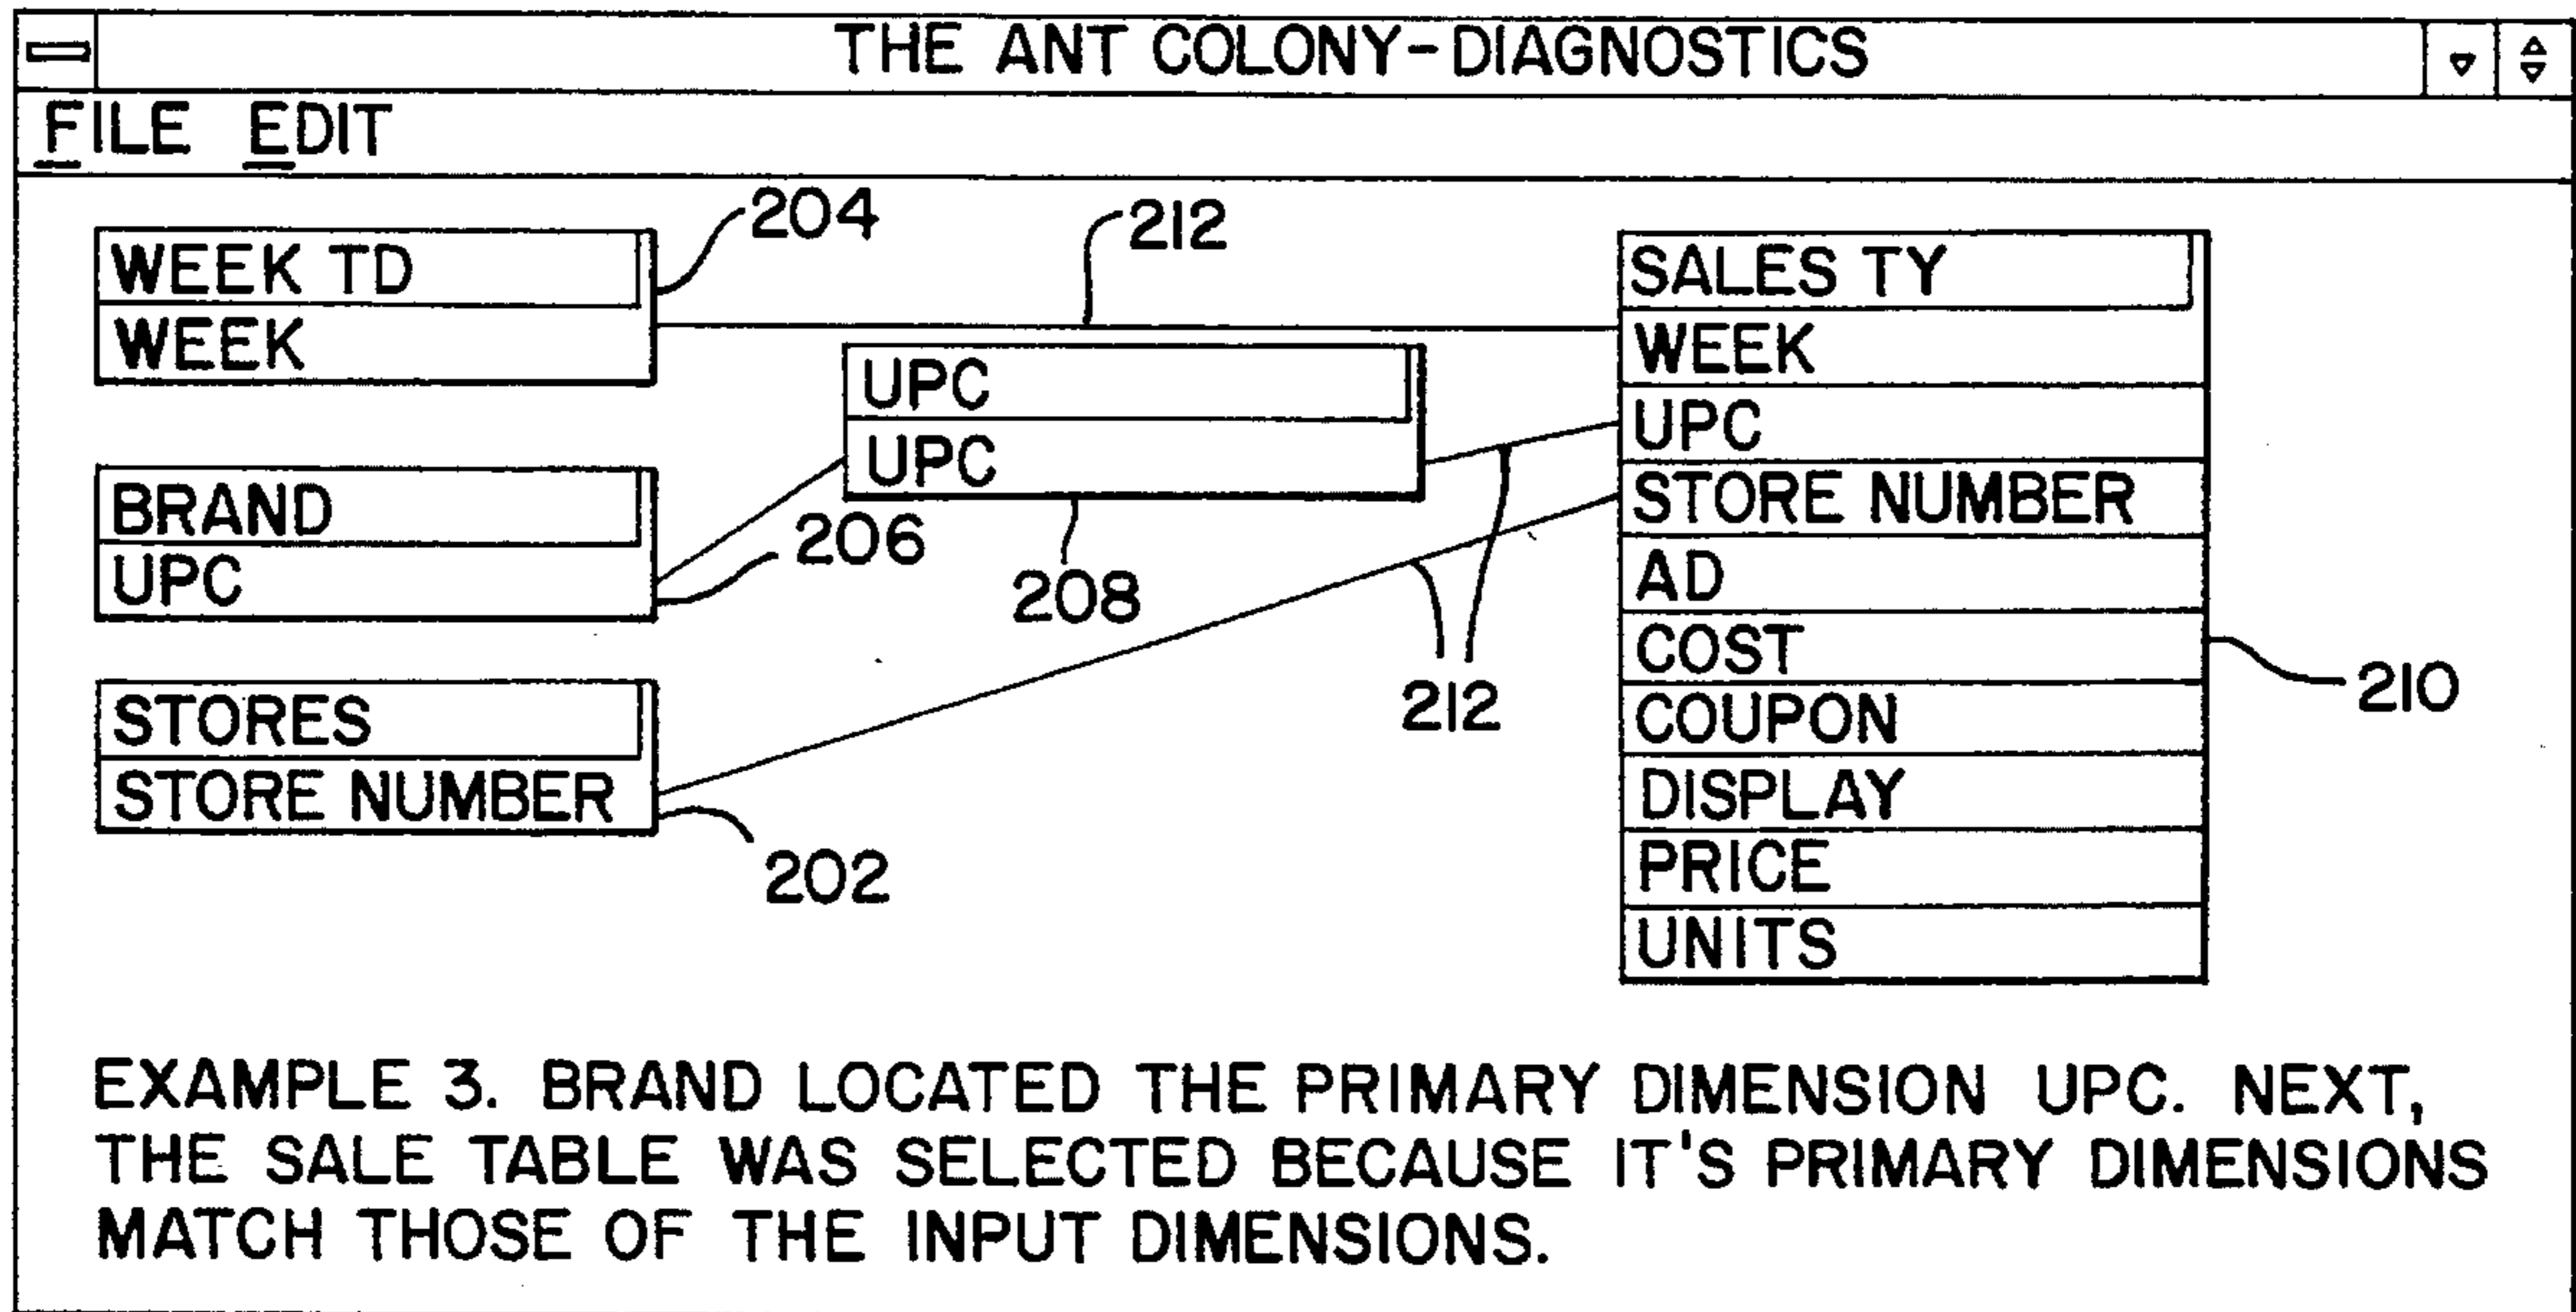 THE ANT COLONY-DIAGNOSTICS
FILE EDIT
204
212
WEEK TD
WEEK
UPC
UPC
BRAND
UPC
206
208
STORES
STORE NUMBER
202
212
SALES TY
WEEK
UPC
STORE NUMBER
AD
COST
COUPON
DISPLAY
PRICE
UNITS
210
EXAMPLE 3. BRAND LOCATED THE PRIMARY DIMENSION UPC. NEXT,
THE SALE TABLE WAS SELECTED BECAUSE IT'S PRIMARY DIMENSIONS
MATCH THOSE OF THE INPUT DIMENSIONS.